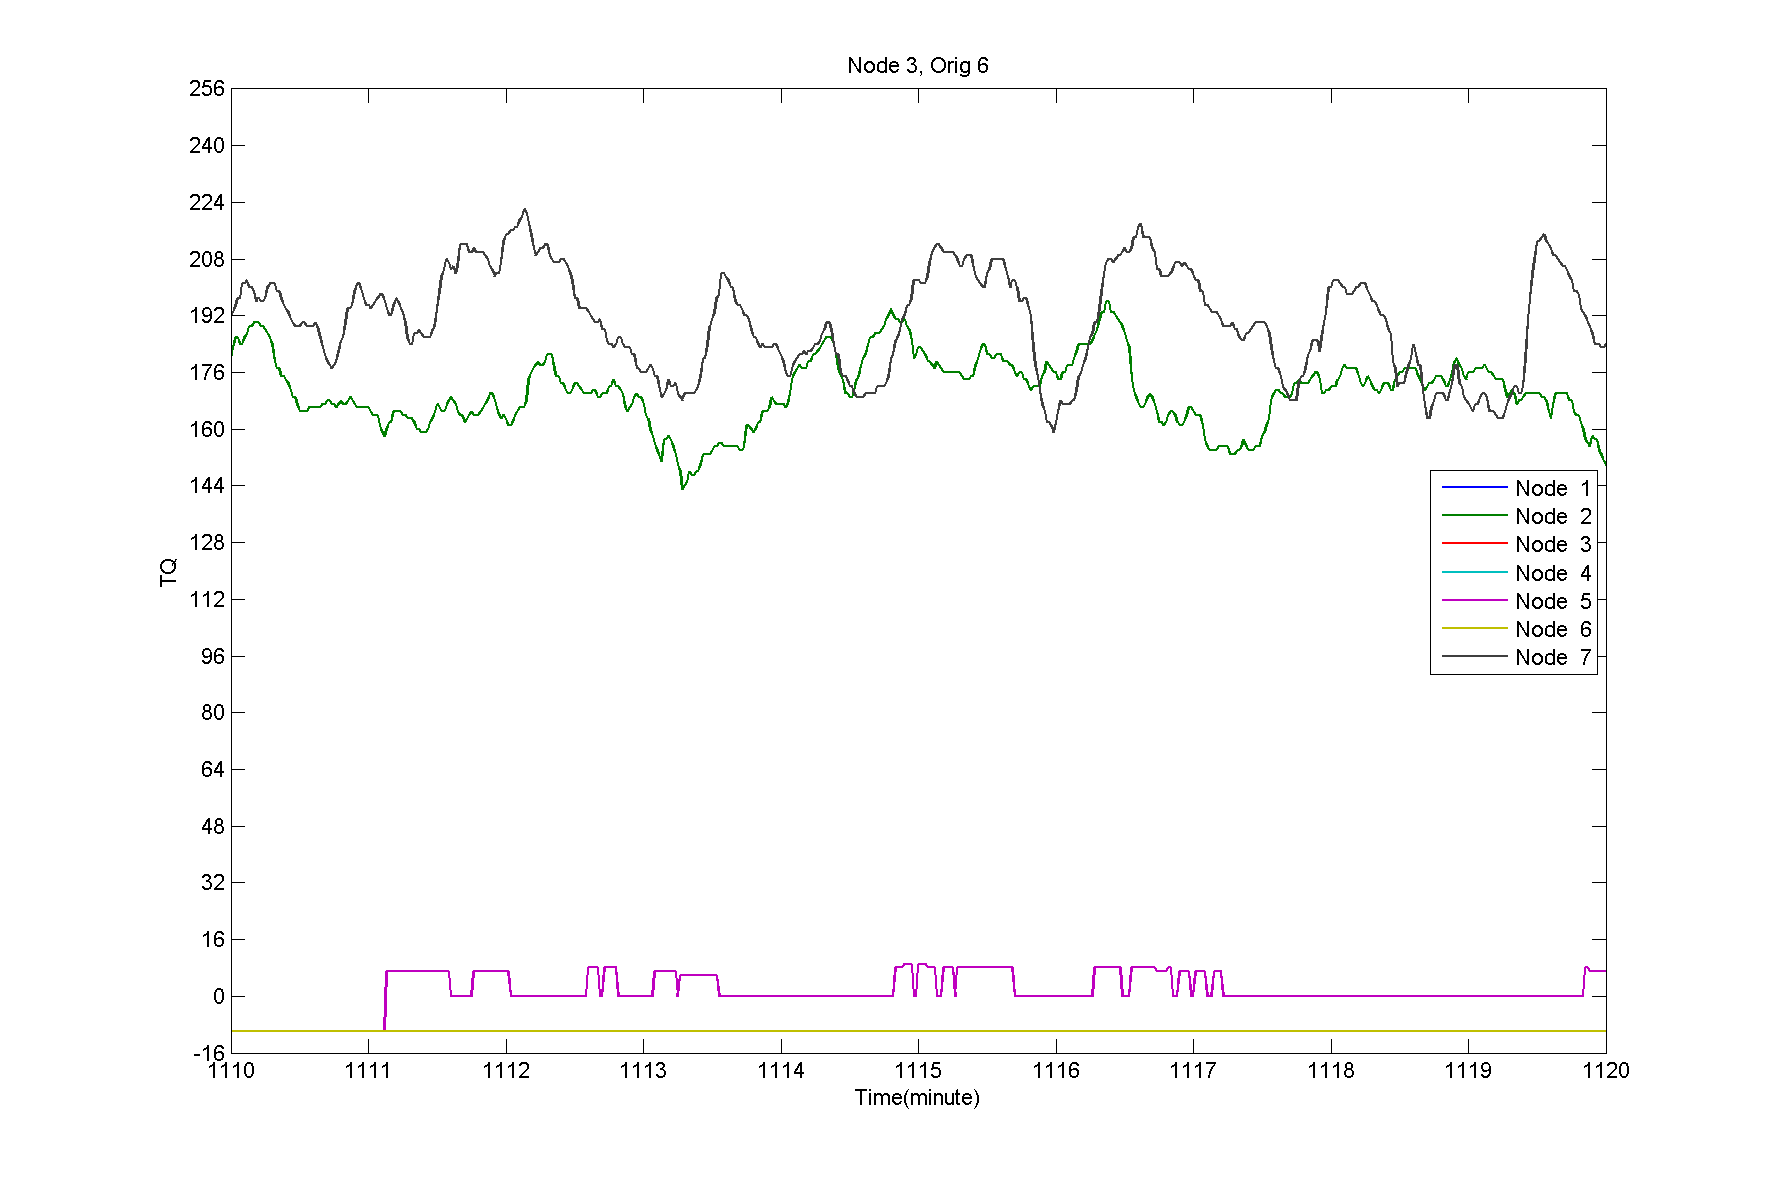 Node 3, Orig 6
256
240
224
208
192
176
160
144
128
112
96
80
64
48
32
16
0
-16
TQ
Node 1
Node 2
Node 3
Node 4
Node 5
Node 6
Node 7
1110 1111 1112 1113 1114 1115 1116 1117 1118 1119 1120
Time(minute)